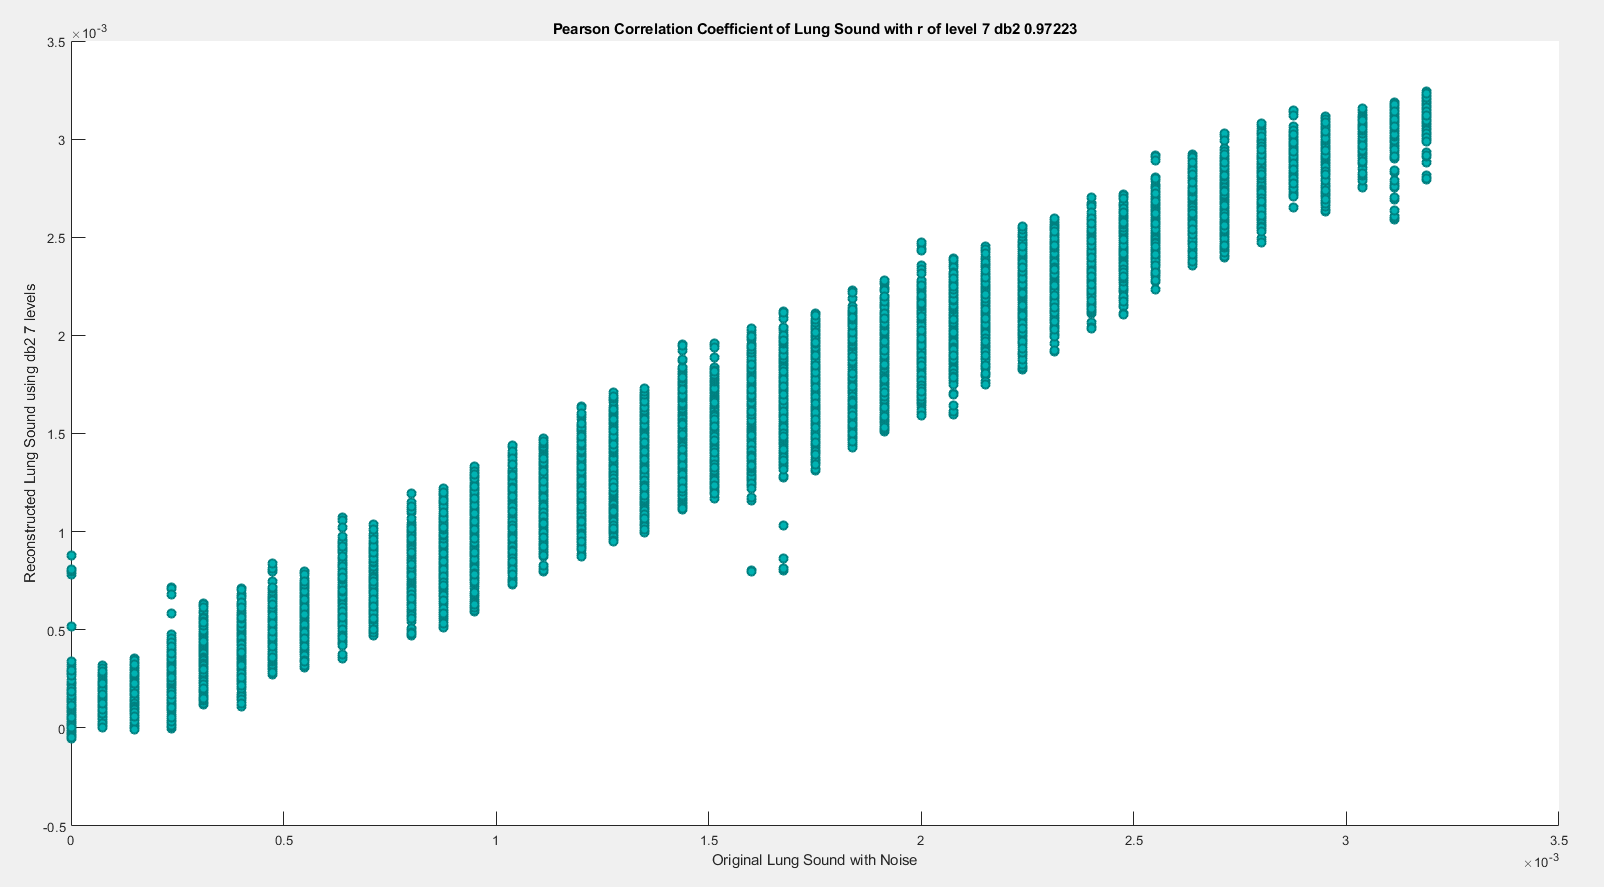 Pearson Correlation Coefficient of Lung Sound with r of level 7 db2 0.97223
×10-3
3.5
3
2.5
2
1.5
1
0.5
0
-0.5
Reconstructed Lung Sound using db2 7 levels
0 0.5 1 1.5 2 2.5 3 3.5
Original Lung Sound with Noise
×10-3